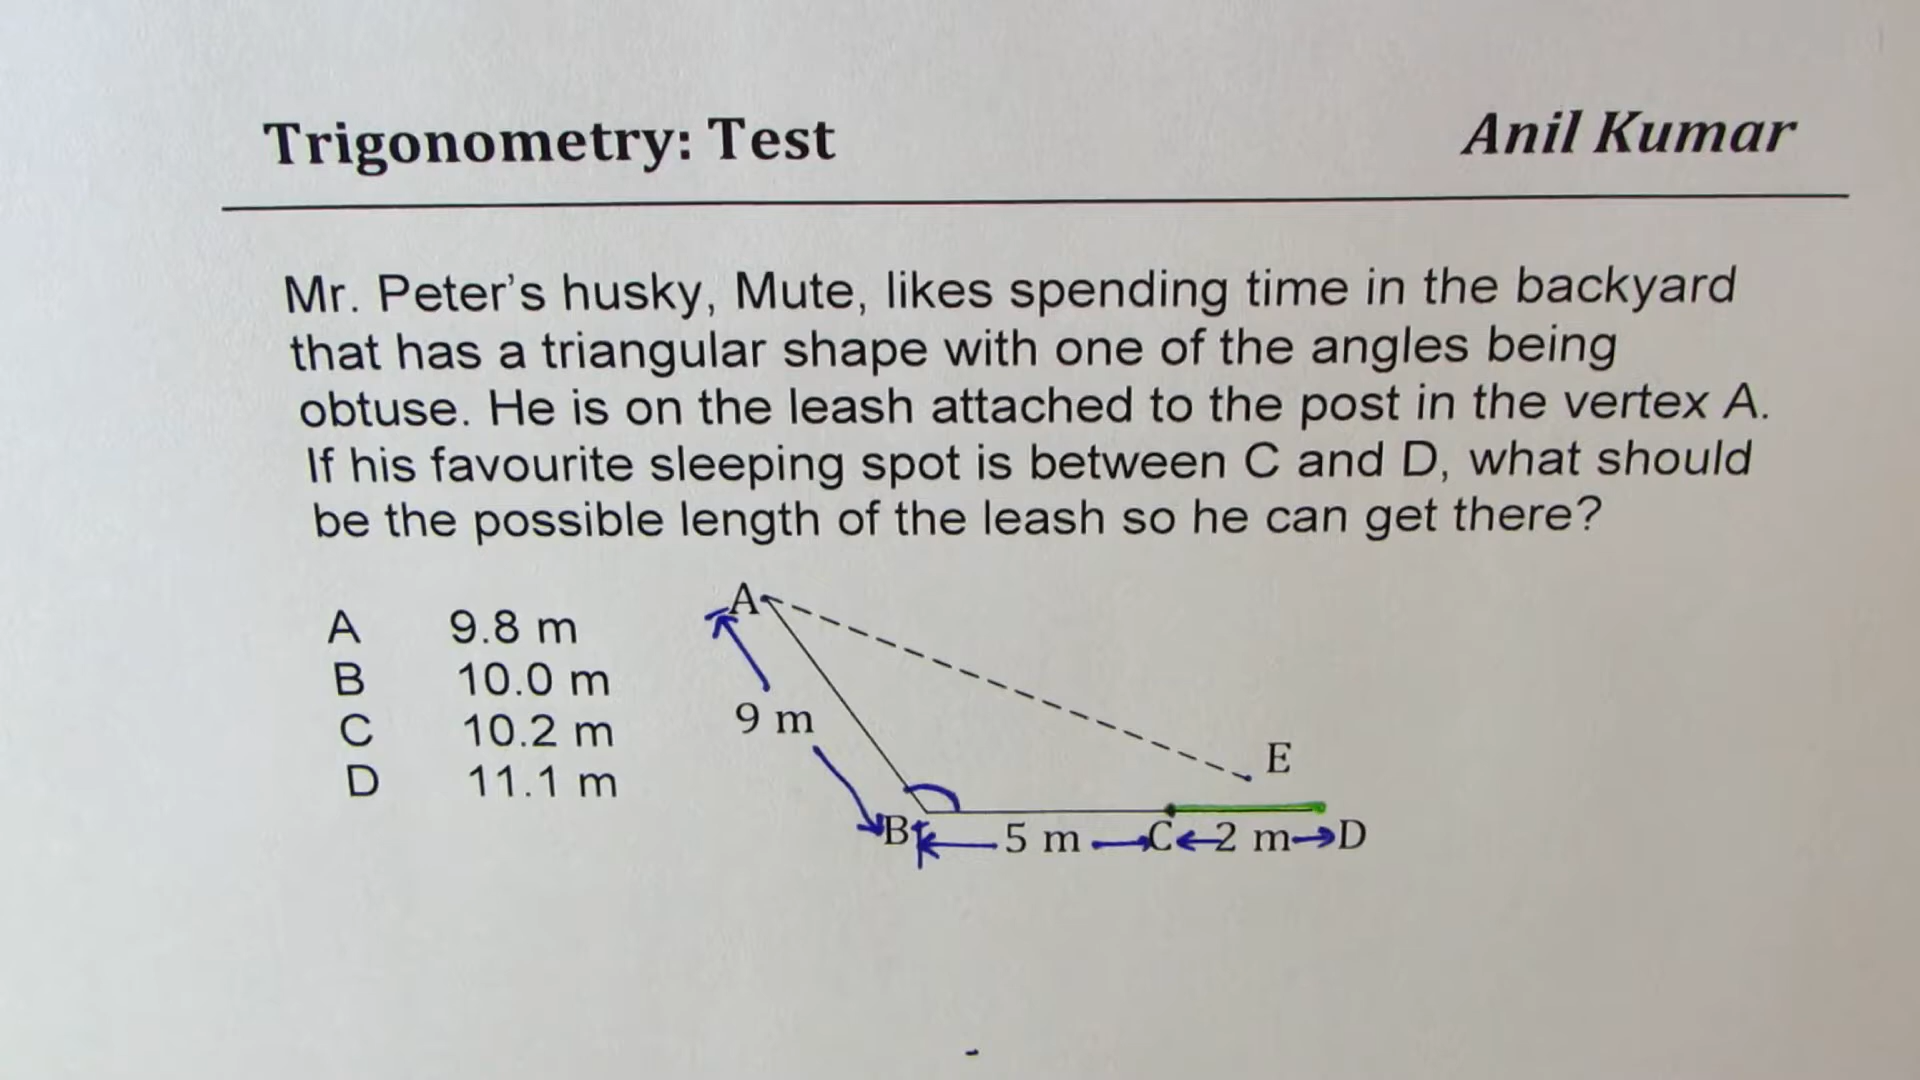 Trigonometry: Test
Anil Kumar
Mr. Peter's husky, Mute, likes spending time in the backyard
that has a triangular shape with one of the angles being
obtuse. He is on the leash attached to the post in the vertex A.
If his favourite sleeping spot is between C and D, what should
be the possible length of the leash so he can get there?
A 9.8 m
B 10.0 m
C 10.2 m
D 11.1 m
A
9 m
E
B 5 m C 2 m D